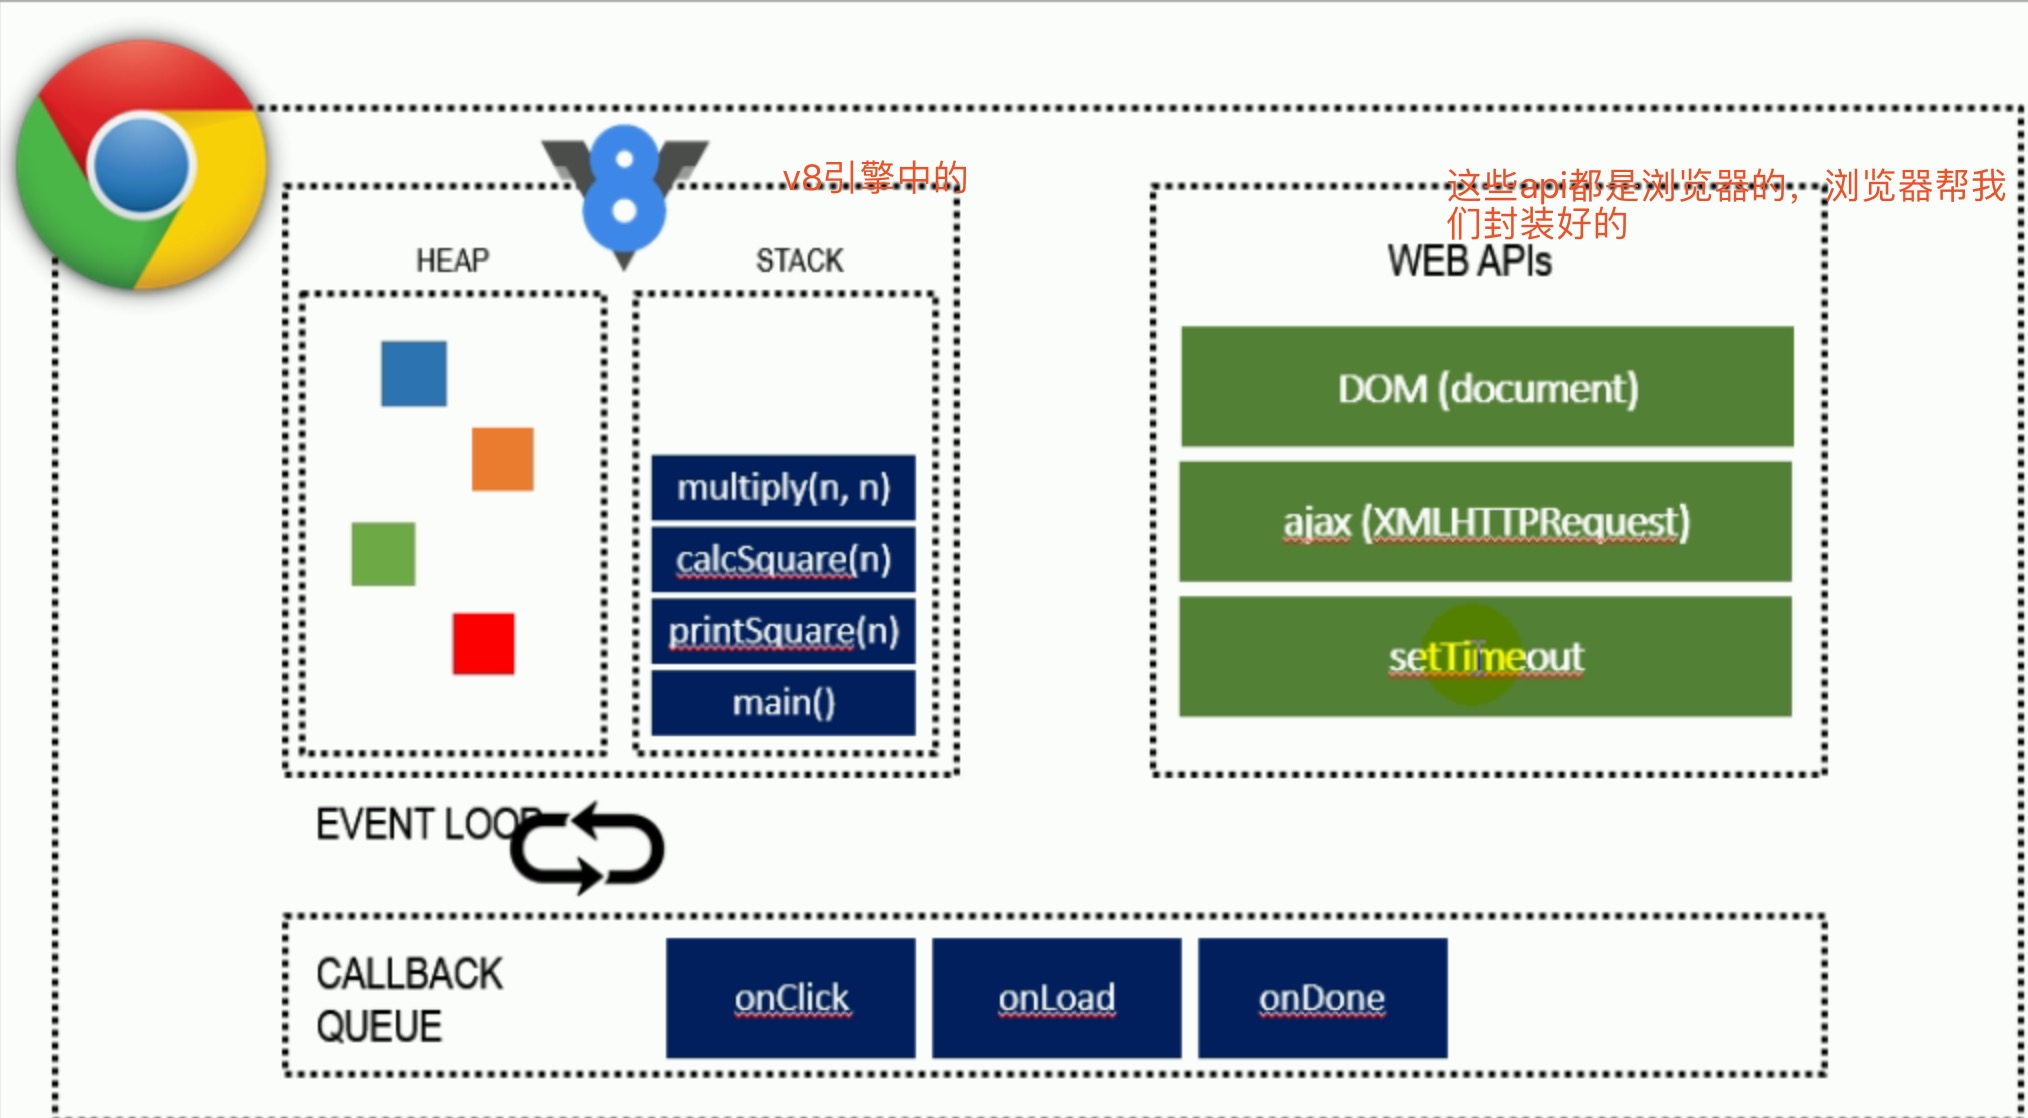 v8引擎中的
这些api都是浏览器的，浏览器帮我
们封装好的
HEAP
STACK
WEB APIs
multiply(n, n)
calcSquare(n)
printSquare(n)
main()
DOM (document)
ajax (XMLHTTPRequest)
setTimeout
EVENT LOOP
CALLBACK
QUEUE
onClick
onLoad
onDone